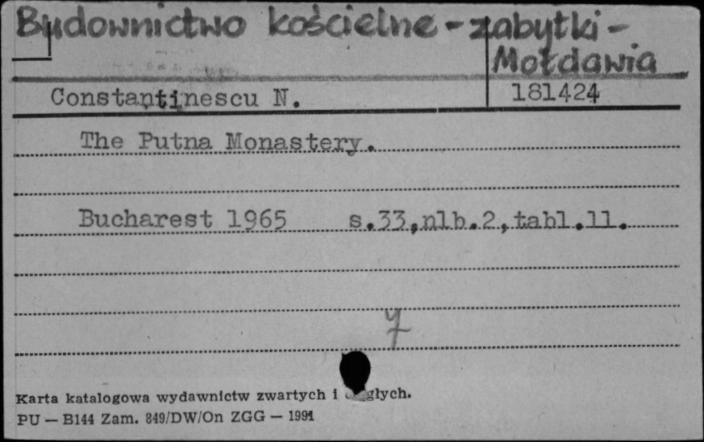 Budownictwo kościelne - zabytki -
Mołdawia
Constantinescu N.
181424
The Putna Monastery.
Bucharest 1965 s.33,nlb.2,tabl.11.
Karta katalogowa wydawnictw zwartych i
PU — B144 Zam. 849/DW/On ZGG — 1991